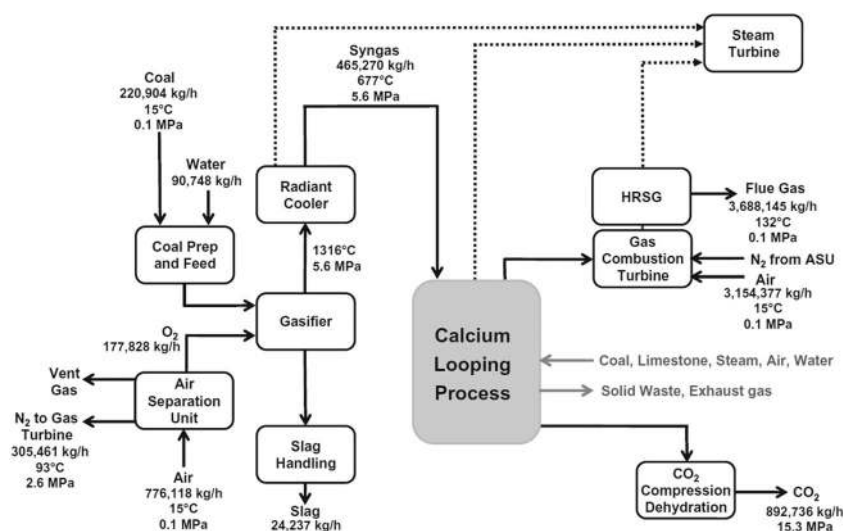 Steam
Turbine
Syngas
465,270 kg/h
677°C
5.6 MPa
Coal
220,904 kg/h
15°C
0.1 MPa
Water
90,748 kg/h
Radiant
Cooler
HRSG
Flue Gas
3,688,145 kg/h
132°C
0.1 MPa
Coal Prep
and Feed
1316°C
5.6 MPa
Gas
Combustion
Turbine
N₂ from ASU
Air
3,154,377 kg/h
15°C
0.1 MPa
Gasifier
O₂
177,828 kg/h
Calcium
Looping
Process
Coal, Limestone, Steam, Air, Water
Solid Waste, Exhaust gas
Vent
Gas
Air
Separation
Unit
N₂ to Gas
Turbine
305,461 kg/h
93°C
2.6 MPa
Slag
Handling
Air
776,118 kg/h
15°C
0.1 MPa
Slag
24,237 kg/h
CO₂
Compression
Dehydration
CO₂
892,736 kg/h
15.3 MPa